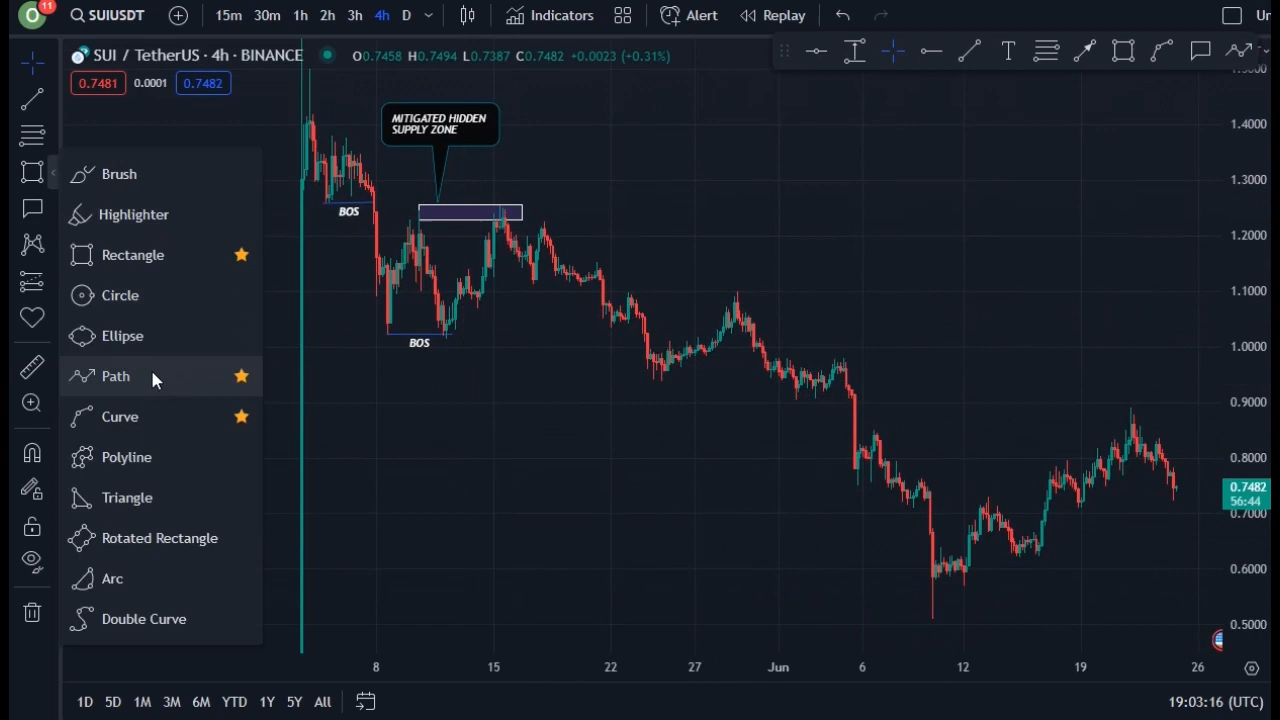 O 11 SUIUSDT 15m 30m 1h 2h 3h 4h D Indicators Alert Replay Un
SUI / TetherUS · 4h · BINANCE O0.7458 H0.7494 L0.7387 C0.7482 +0.0023 (+0.31%)
0.7481 0.0001 0.7482
T
MITIGATED HIDDEN
SUPPLY ZONE
BOS
BOS
Brush
Highlighter
Rectangle
Circle
Ellipse
Path
Curve
Polyline
Triangle
Rotated Rectangle
Arc
Double Curve
1.4000
1.3000
1.2000
1.1000
1.0000
0.9000
0.8000
0.7482
56:44
0.7000
0.6000
0.5000
8 15 22 27 Jun 6 12 19 26
1D 5D 1M 3M 6M YTD 1Y 5Y All 19:03:16 (UTC)